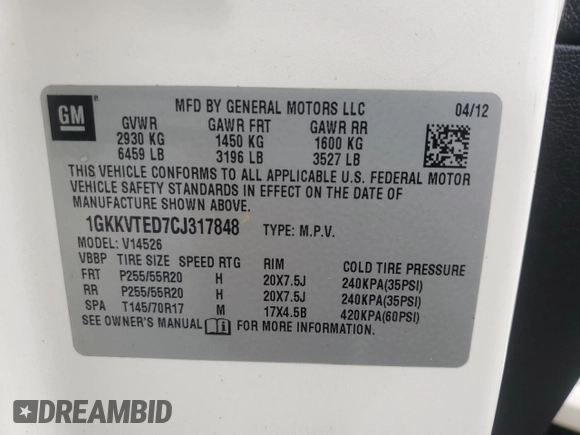 GM
MFD BY GENERAL MOTORS LLC 04/12
GVWR GAWR FRT GAWR RR
2930 KG 1450 KG 1600 KG
6459 LB 3196 LB 3527 LB
THIS VEHICLE CONFORMS TO ALL APPLICABLE U.S. FEDERAL MOTOR
VEHICLE SAFETY STANDARDS IN EFFECT ON THE DATE OF
MANUFACTURE SHOWN ABOVE.
1GKKVTED7CJ317848 TYPE: M.P.V.
MODEL: V14526
VBBP TIRE SIZE SPEED RTG RIM COLD TIRE PRESSURE
FRT P255/55R20 H 20X7.5J 240KPA(35PSI)
RR P255/55R20 H 20X7.5J 240KPA(35PSI)
SPA T145/70R17 M 17X4.5B 420KPA(60PSI)
SEE OWNER'S MANUAL FOR MORE INFORMATION.
DREAMBID